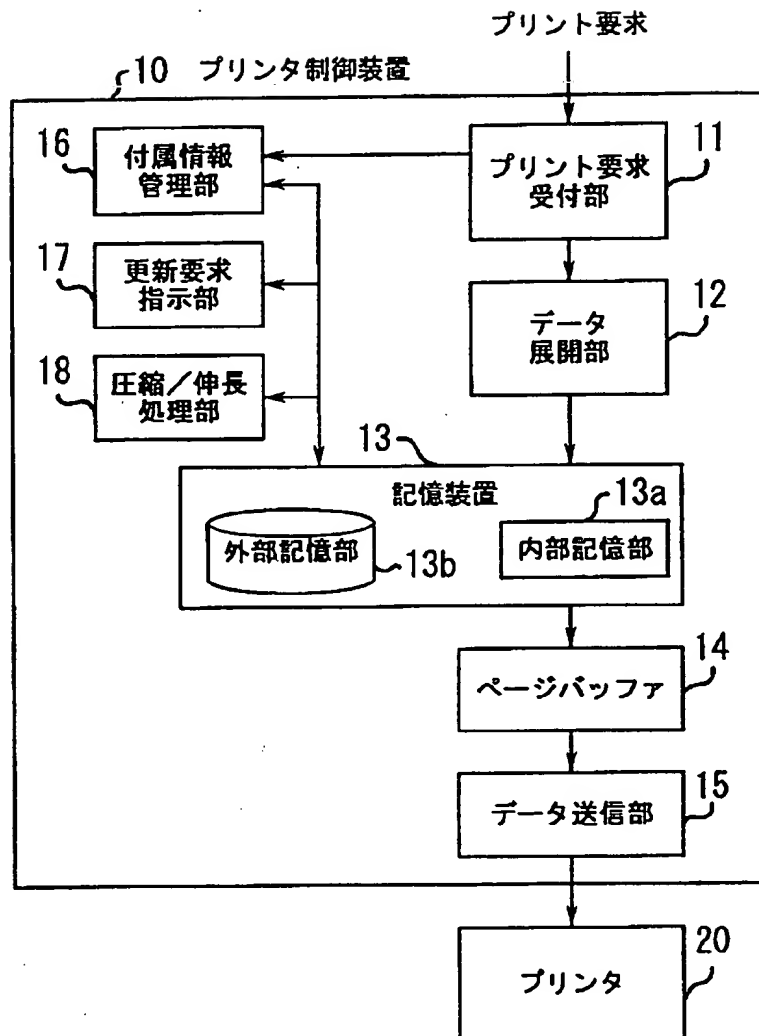 プリント要求
10 プリンタ制御装置
16
付属情報
管理部
プリント要求
受付部
11
17
更新要求
指示部
データ
展開部
12
18
圧縮/伸長
処理部
13
記憶装置
外部記憶部
13b
13a
内部記憶部
ページバッファ
14
データ送信部
15
プリンタ
20